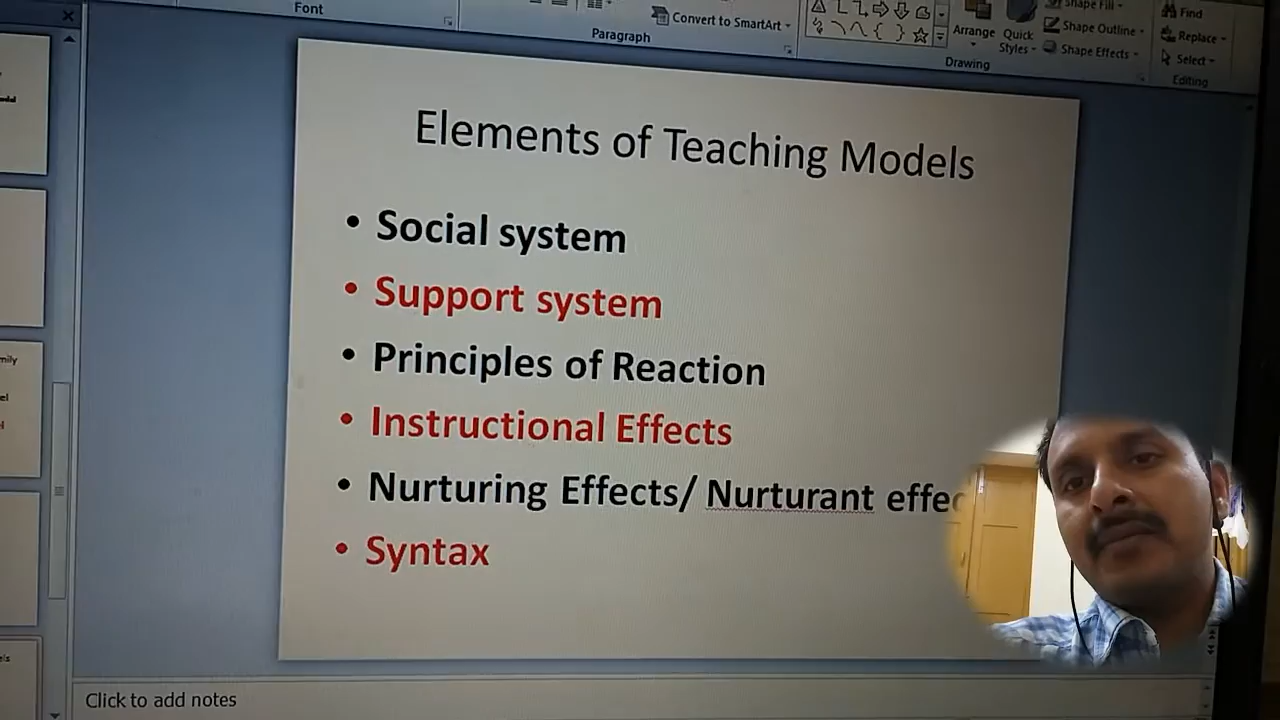 Font
Paragraph
Convert to SmartArt
Arrange
Quick
Styles
Shape Fill
Shape Outline
Shape Effects
Drawing
Find
Replace
Select
Editing
Elements of Teaching Models
• Social system
• Support system
• Principles of Reaction
• Instructional Effects
• Nurturing Effects/ Nurturant effec
• Syntax
Click to add notes